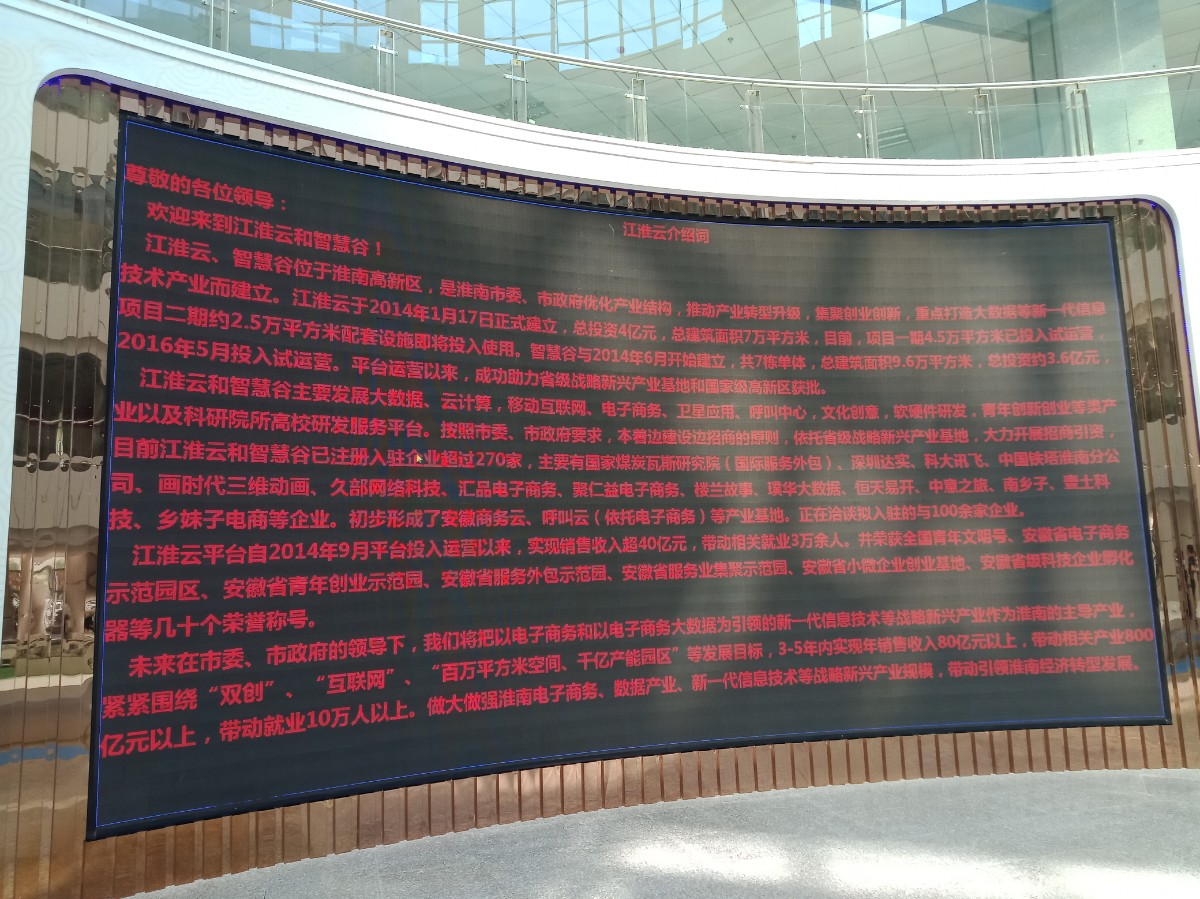 江淮云介绍词
尊敬的各位领导：
欢迎来到江淮云和智慧谷！
江淮云、智慧谷位于淮南高新区，是淮南市委、市政府优化产业结构，推动产业转型升级，集聚创业创新，重点打造大数据等新一代信息
技术产业而建立。江淮云于2014年1月17日正式建立，总投资4亿元，总建筑面积7万平方米，目前，项目一期4.5万平方米已投入试运营，
项目二期约2.5万平方米配套设施即将投入使用。智慧谷与2014年6月开始建立，共7栋单体，总建筑面积9.6万平方米，总投资约3.6亿元，
2016年5月投入试运营。平台运营以来，成功助力省级战略新兴产业基地和国家级高新区获批。
江淮云和智慧谷主要发展大数据、云计算，移动互联网、电子商务、卫星应用、呼叫中心，文化创意，软硬件研发，青年创新创业等类产
业以及科研院所高校研发服务平台。按照市委、市政府要求，本着边建设边招商的原则，依托省级战略新兴产业基地，大力开展招商引资，
目前江淮云和智慧谷已注册入驻企业超过270家，主要有国家煤炭瓦斯研究院（国际服务外包）、深圳达实、科大讯飞、中国铁塔淮南分公
司、画时代三维动画、久部网络科技、汇品电子商务、聚仁益电子商务、楼兰故事、璞华大数据、恒天易开、中意之旅、南乡子、壹土科
技、乡妹子电商等企业。初步形成了安徽商务云、呼叫云（依托电子商务）等产业基地。正在洽谈拟入驻的与100余家企业。
江淮云平台自2014年9月平台投入运营以来，实现销售收入超40亿元，带动相关就业3万余人。并荣获全国青年文唱号、安徽省电子商务
示范园区、安徽省青年创业示范园、安徽省服务外包示范园、安徽省服务业集聚示范园、安徽省小微企业创业基地、安徽省级科技企业孵化
器等几十个荣誉称号。
未来在市委、市政府的领导下，我们将把以电子商务和以电子商务大数据为引领的新一代信息技术等战略新兴产业作为淮南的主导产业，
紧紧围绕“双创”、“互联网”、“百万平方米空间、千亿产能园区”等发展目标，3-5年内实现年销售收入80亿元以上，带动相关产业800
亿元以上，带动就业10万人以上。做大做强淮南电子商务、数据产业、新一代信息技术等战略新兴产业规模，带动引领淮南经济转型发展。